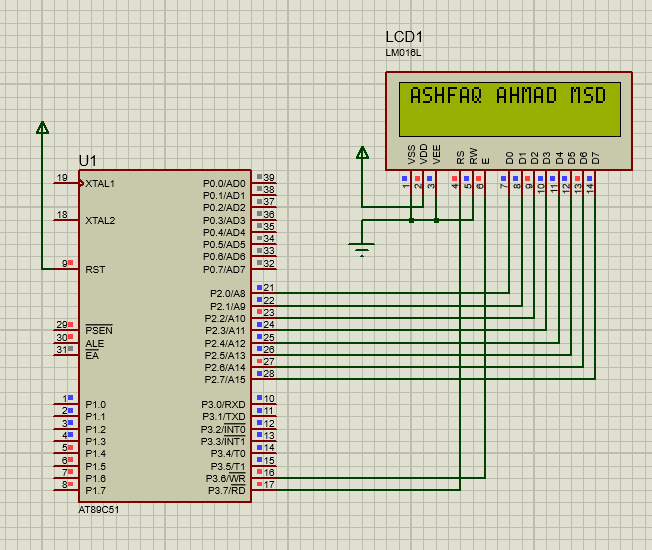 LCD1
LM016L
ASHFAQ AHMAD MSD
VSS VDD VEE RS RW E D0 D1 D2 D3 D4 D5 D6 D7
1 2 3 4 5 6 7 8 9 10 11 12 13 14
U1
19 XTAL1 P0.0/AD0 39
P0.1/AD1 38
P0.2/AD2 37
18 XTAL2 P0.3/AD3 36
P0.4/AD4 35
P0.5/AD5 34
P0.6/AD6 33
9 RST P0.7/AD7 32
P2.0/A8 21
P2.1/A9 22
P2.2/A10 23
29 PSEN P2.3/A11 24
30 ALE P2.4/A12 25
31 EA P2.5/A13 26
P2.6/A14 27
P2.7/A15 28
1 P1.0 P3.0/RXD 10
2 P1.1 P3.1/TXD 11
3 P1.2 P3.2/INT0 12
4 P1.3 P3.3/INT1 13
5 P1.4 P3.4/T0 14
6 P1.5 P3.5/T1 15
7 P1.6 P3.6/WR 16
8 P1.7 P3.7/RD 17
AT89C51